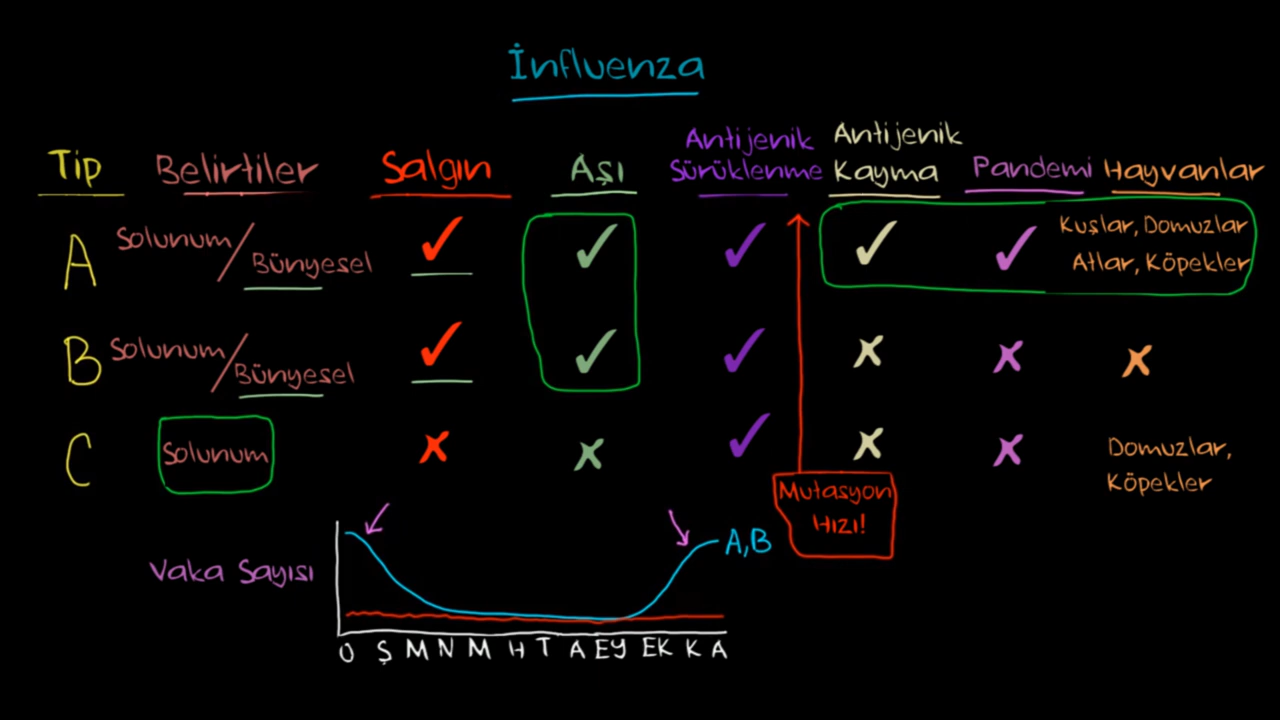 İnfluenza
Tip Belirtiler Salgın Aşı Antijenik Sürüklenme Antijenik Kayma Pandemi Hayvanlar
A Solunum/Bünyesel ✓ ✓ ✓ ✓ ✓ Kuşlar, Domuzlar
Atlar, Köpekler
B Solunum/Bünyesel ✓ ✓ ✓ x x x
C Solunum x x ✓ x x Domuzlar,
Köpekler
Mutasyon
Hızı!
Vaka Sayısı
A,B
O Ş M N M H T A EY EK K A